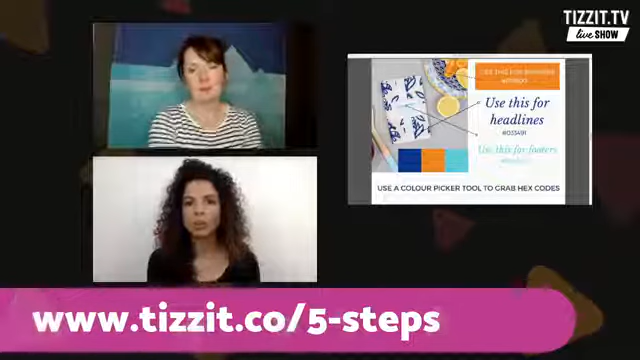 TIZZIT.TV
live SHOW
Use this for
headlines
#033491
Use this for footers
USE A COLOUR PICKER TOOL TO GRAB HEX CODES
www.tizzit.co/5-steps